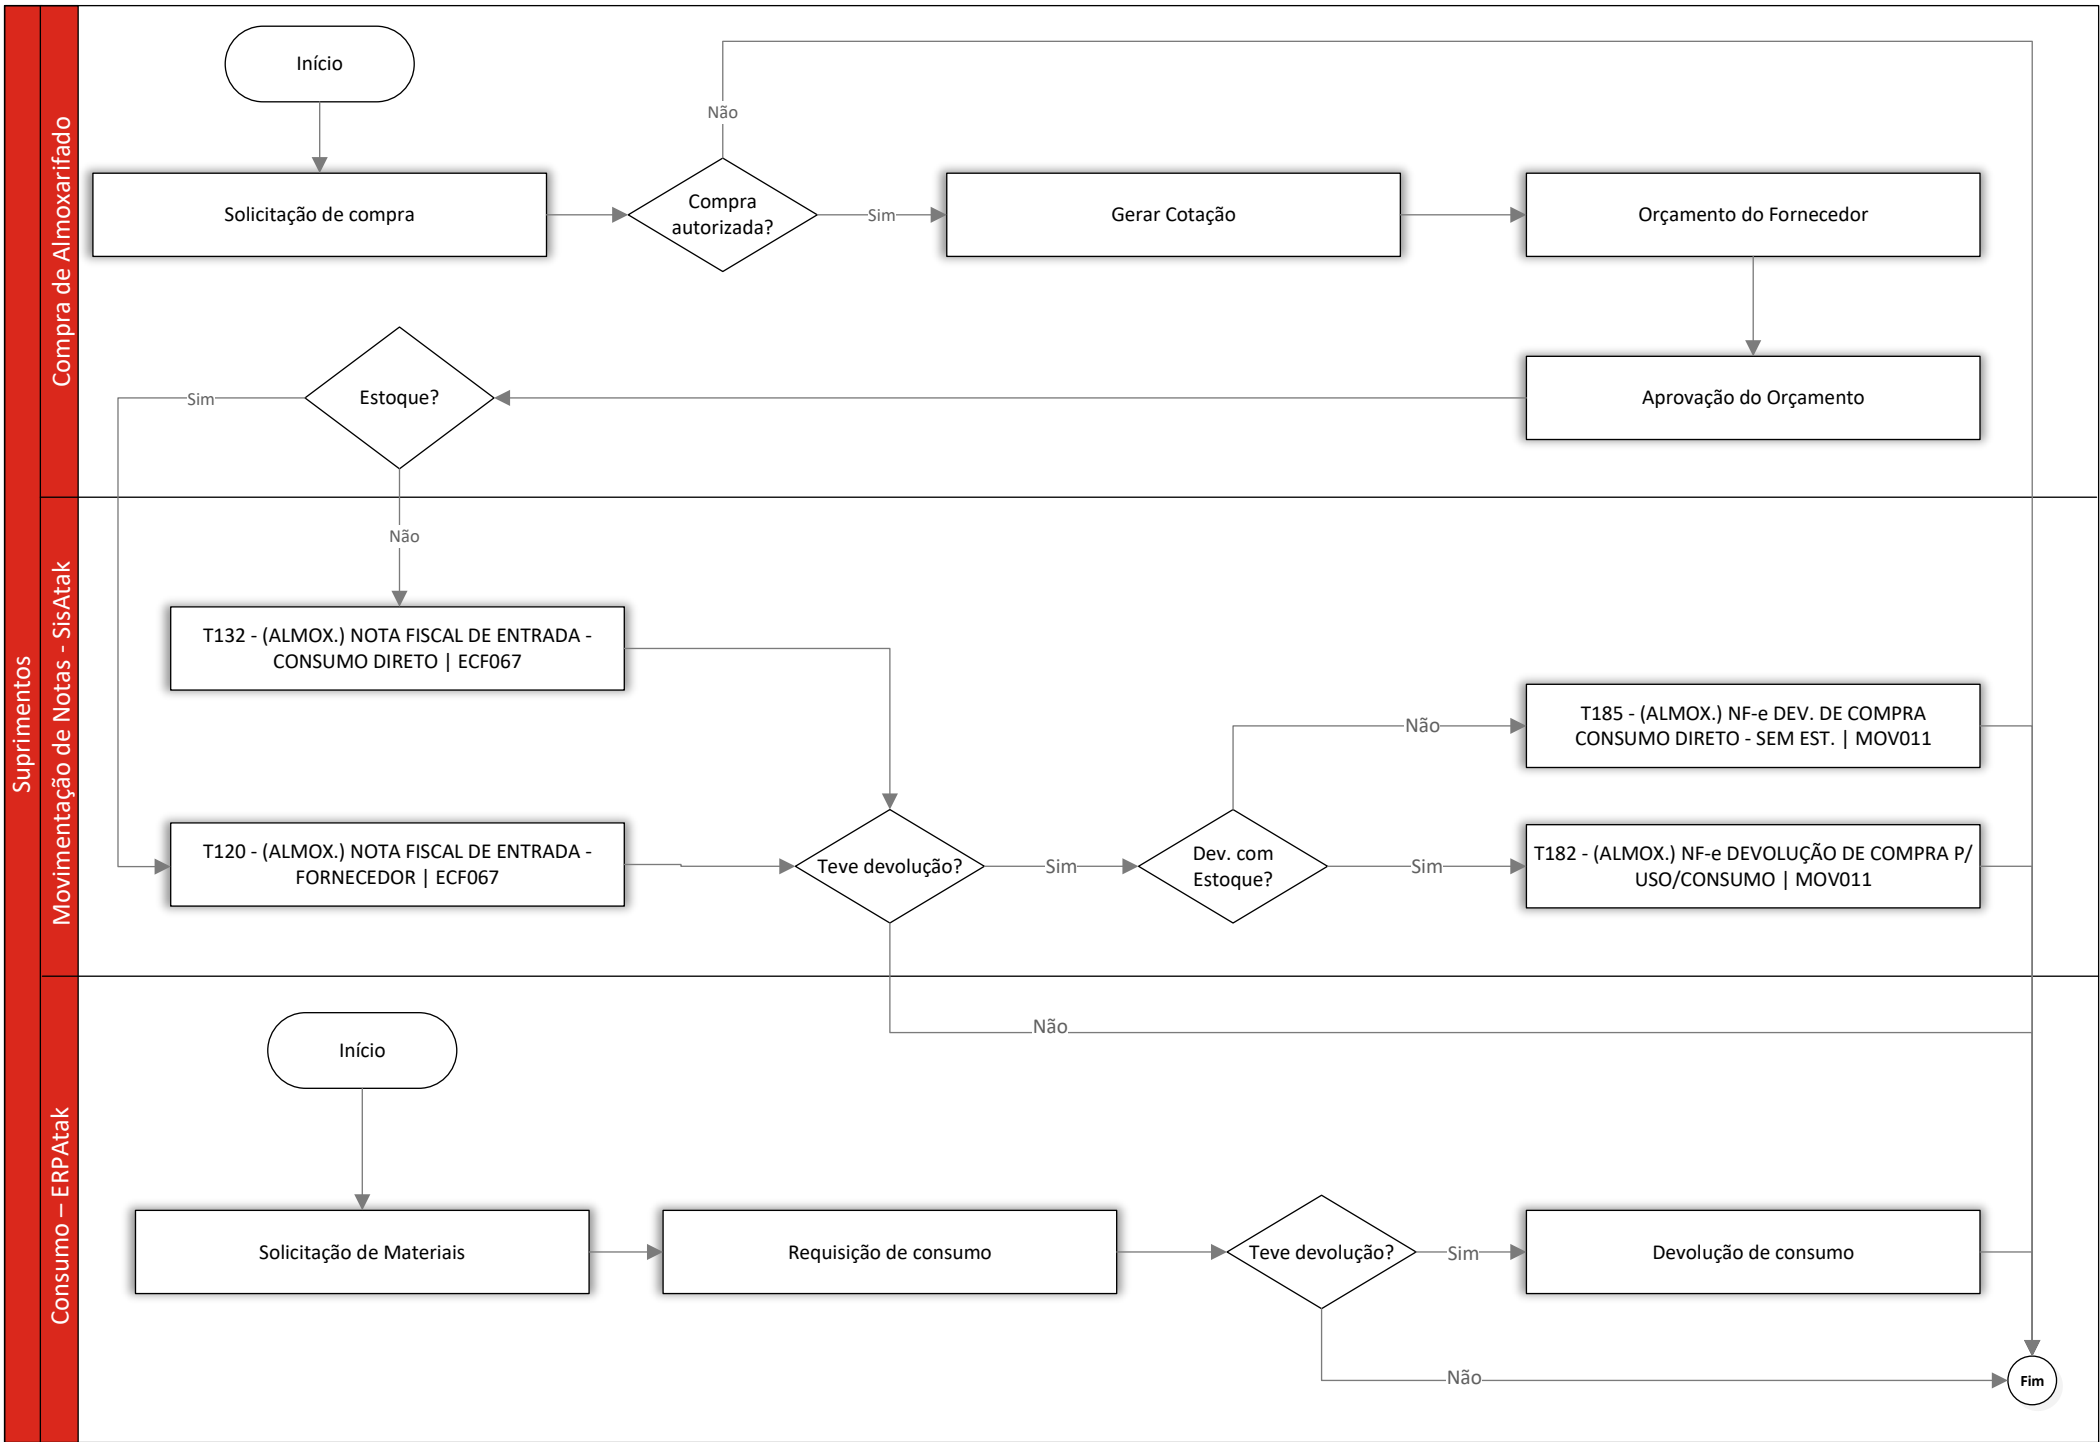 Suprimentos
Compra de Almoxarifado
Início
Não
Solicitação de compra
Compra
autorizada?
Sim
Gerar Cotação
Orçamento do Fornecedor
Sim
Estoque?
Aprovação do Orçamento
Movimentação de Notas - SisAtak
Não
T132 - (ALMOX.) NOTA FISCAL DE ENTRADA -
CONSUMO DIRETO | ECF067
Não
T185 - (ALMOX.) NF-e DEV. DE COMPRA
CONSUMO DIRETO - SEM EST. | MOV011
T120 - (ALMOX.) NOTA FISCAL DE ENTRADA -
FORNECEDOR | ECF067
Teve devolução?
Sim
Dev. com
Estoque?
Sim
T182 - (ALMOX.) NF-e DEVOLUÇÃO DE COMPRA P/
USO/CONSUMO | MOV011
Consumo – ERPAtak
Não
Início
Solicitação de Materiais
Requisição de consumo
Teve devolução?
Sim
Devolução de consumo
Não
Fim